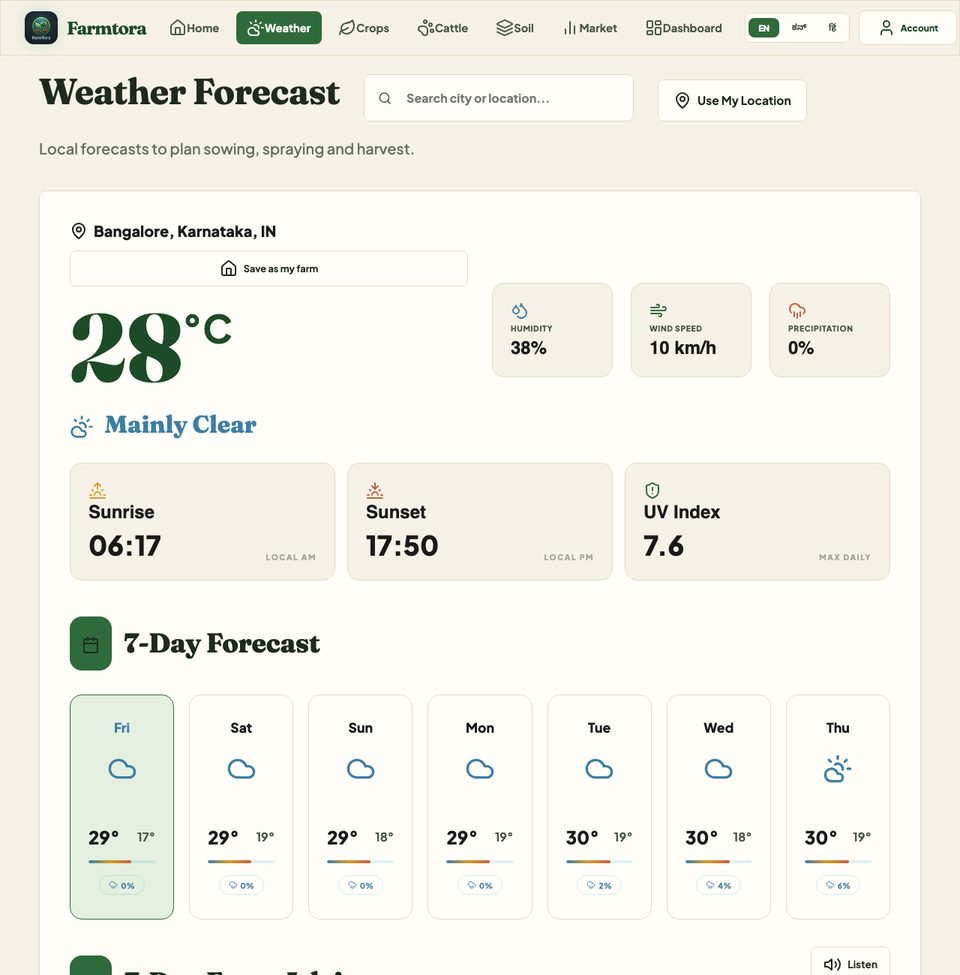 Farmtora
Home
Weather
Crops
Cattle
Soil
Market
Dashboard
EN
हिं
Account
Weather Forecast
Search city or location...
Use My Location
Local forecasts to plan sowing, spraying and harvest.
Bangalore, Karnataka, IN
Save as my farm
28°C
HUMIDITY
38%
WIND SPEED
10 km/h
PRECIPITATION
0%
Mainly Clear
Sunrise
06:17
LOCAL AM
Sunset
17:50
LOCAL PM
UV Index
7.6
MAX DAILY
7-Day Forecast
Fri
29° 17°
0%
Sat
29° 19°
0%
Sun
29° 18°
0%
Mon
29° 19°
0%
Tue
30° 19°
2%
Wed
30° 18°
4%
Thu
30° 19°
6%
Listen